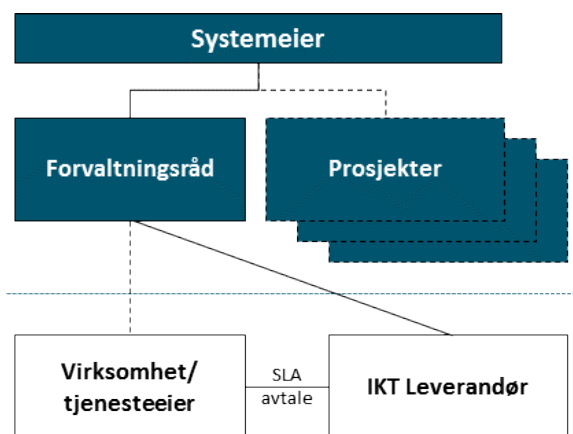 Systemeier
Forvaltningsråd
Prosjekter
Virksomhet/
tjenesteeier
SLA
avtale
IKT Leverandør